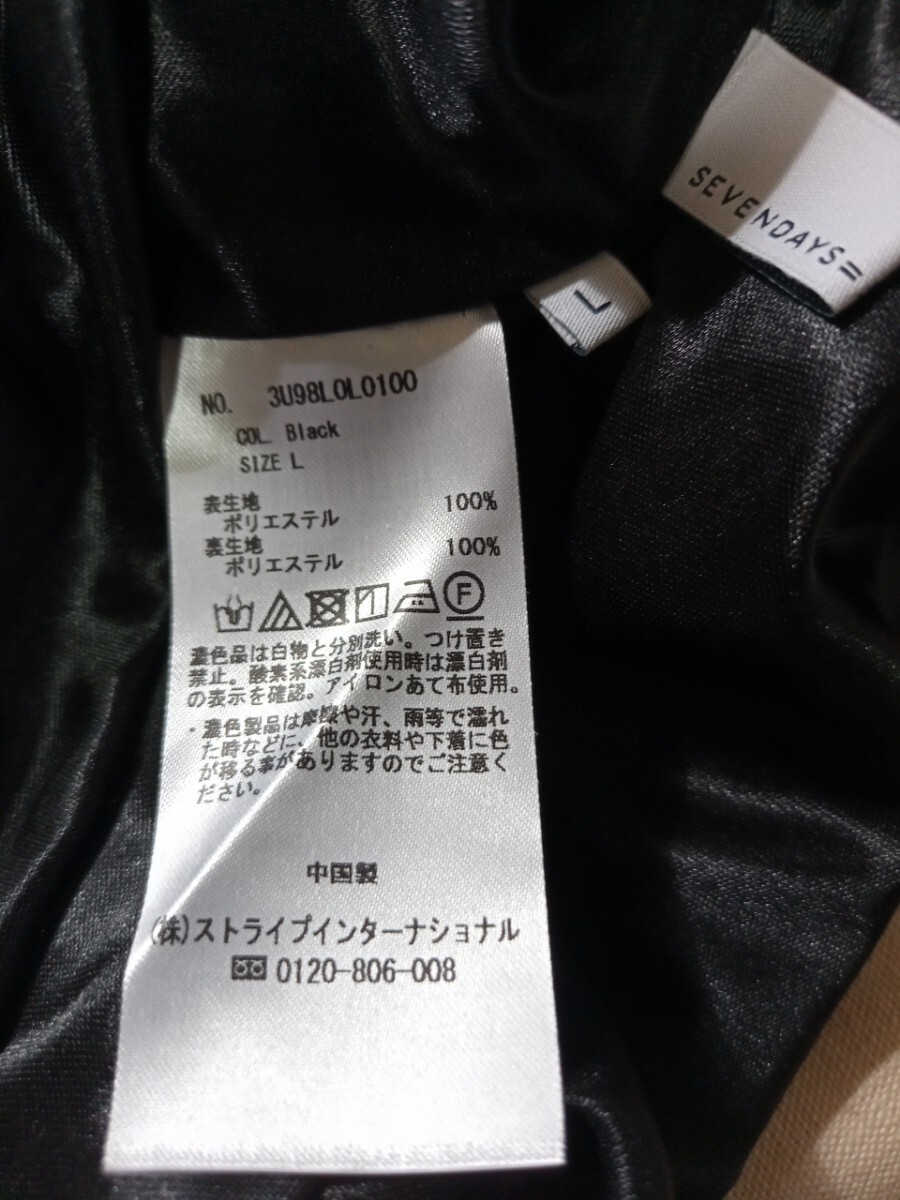 SEVENDAYS=
L
NO. 3U98L0L0100
COL. Black
SIZE L
表生地
ポリエステル 100%
裏生地
ポリエステル 100%
F
濃色品は白物と分別洗い。つけ置き
禁止。酸素系漂白剤使用時は漂白剤
の表示を確認。アイロンあて布使用。
・濃色製品は摩擦や汗、雨等で濡れ
た時などに、他の衣料や下着に色
が移る事がありますのでご注意く
ださい。
中国製
(株)ストライプインターナショナル
0120-806-008